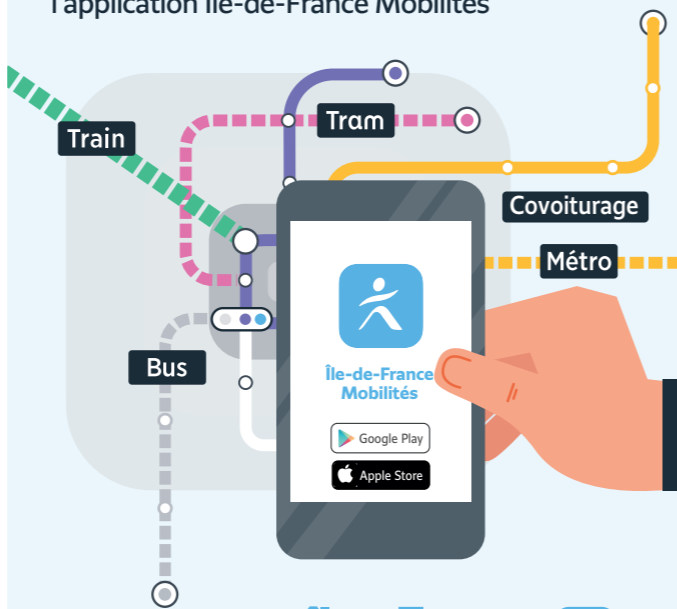 l'application Île-de-France Mobilités
Tram
Train
Covoiturage
Métro
Bus
Île-de-France
Mobilités
Google Play
Apple Store